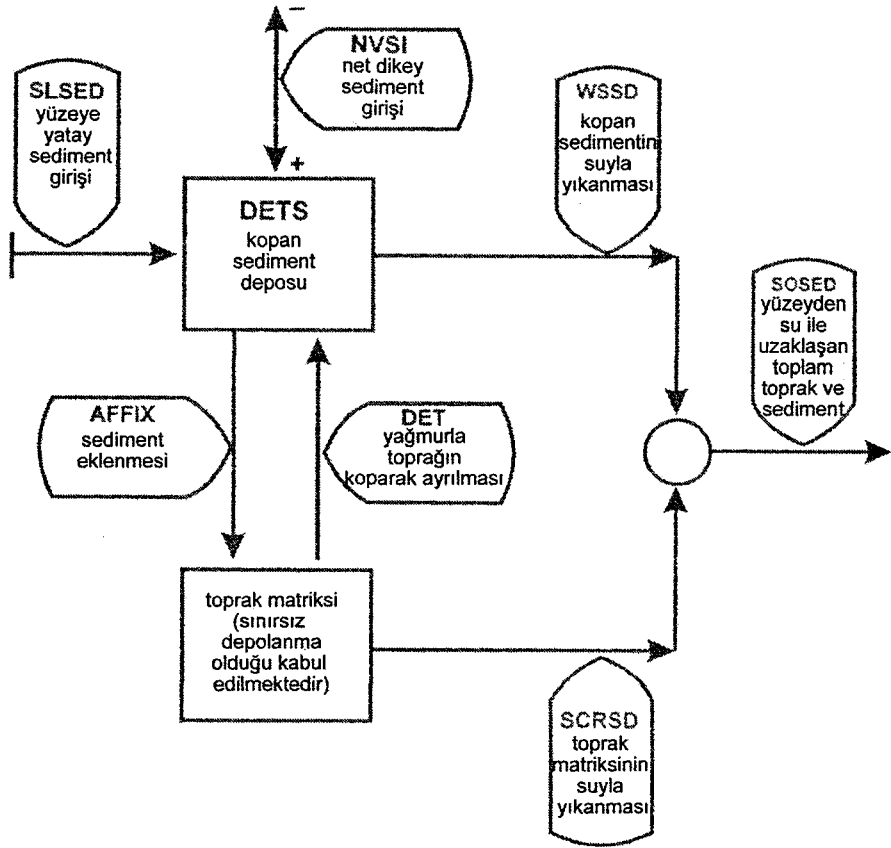 −
NVSI
net dikey
sediment
girişi
+
SLSED
yüzeye
yatay
sediment
girişi
WSSD
kopan
sedimentin
suyla
yıkanması
DETS
kopan
sediment
deposu
SOSED
yüzeyden
su ile
uzaklaşan
toplam
toprak ve
sediment
AFFIX
sediment
eklenmesi
DET
yağmurla
toprağın
koparak ayrılması
toprak matriksi
(sınırsız
depolanma
olduğu kabul
edilmektedir)
SCRSD
toprak
matriksinin
suyla
yıkanması